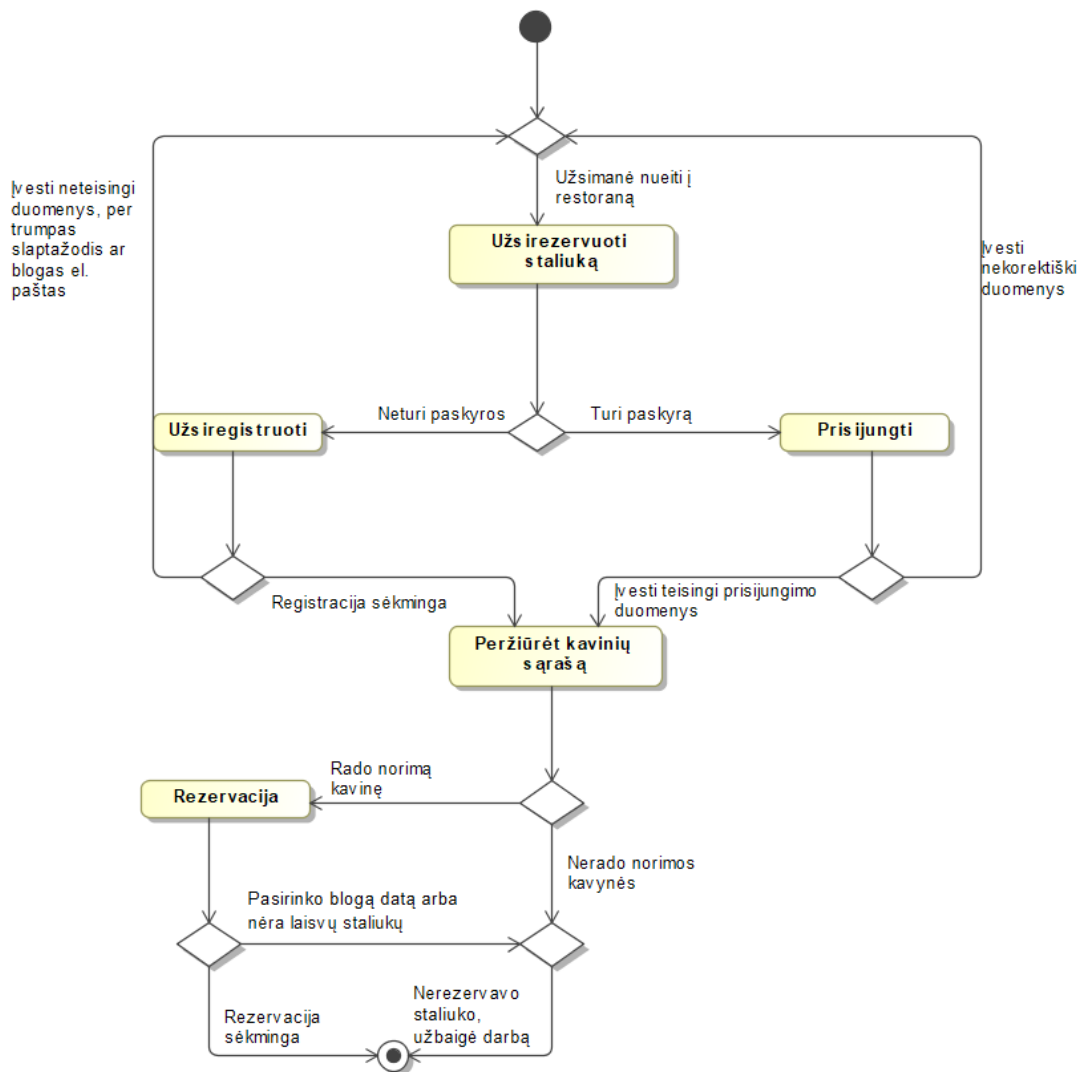 Užsimanė nueiti į
restoraną
Įvesti neteisingi
duomenys, per
trumpas
slaptažodis ar
blogas el.
paštas
Užsirezervuoti
staliuką
Įvesti
nekorektiški
duomenys
Neturi paskyros
Turi paskyrą
Užsiregistruoti
Prisijungti
Registracija sėkminga
Įvesti teisingi prisijungimo
duomenys
Peržiūrėt kavinių
sąrašą
Rado norimą
kavinę
Rezervacija
Nerado norimos
kavynės
Pasirinko blogą datą arba
nėra laisvų staliukų
Rezervacija
sėkminga
Nerezervavo
staliuko,
užbaigė darbą